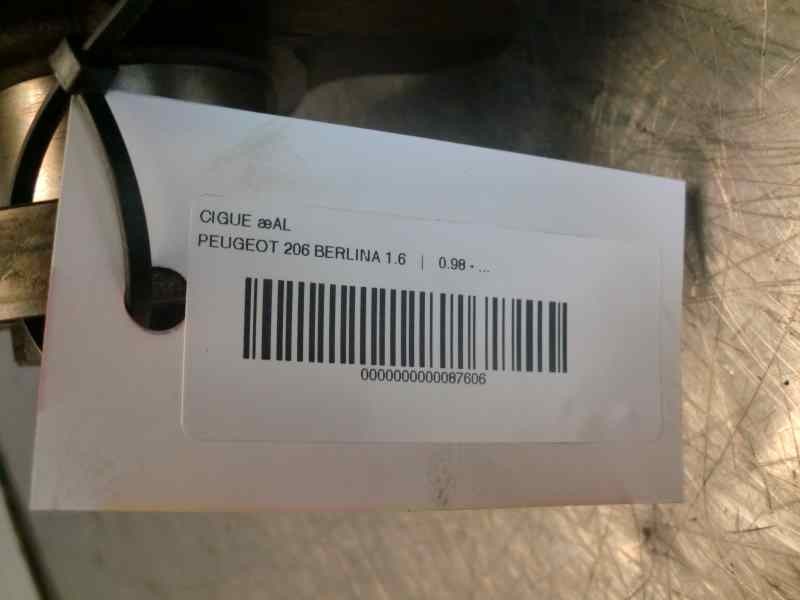 CIGUE æAL
PEUGEOT 206 BERLINA 1.6 | 0.98 - ...
0000000000087606